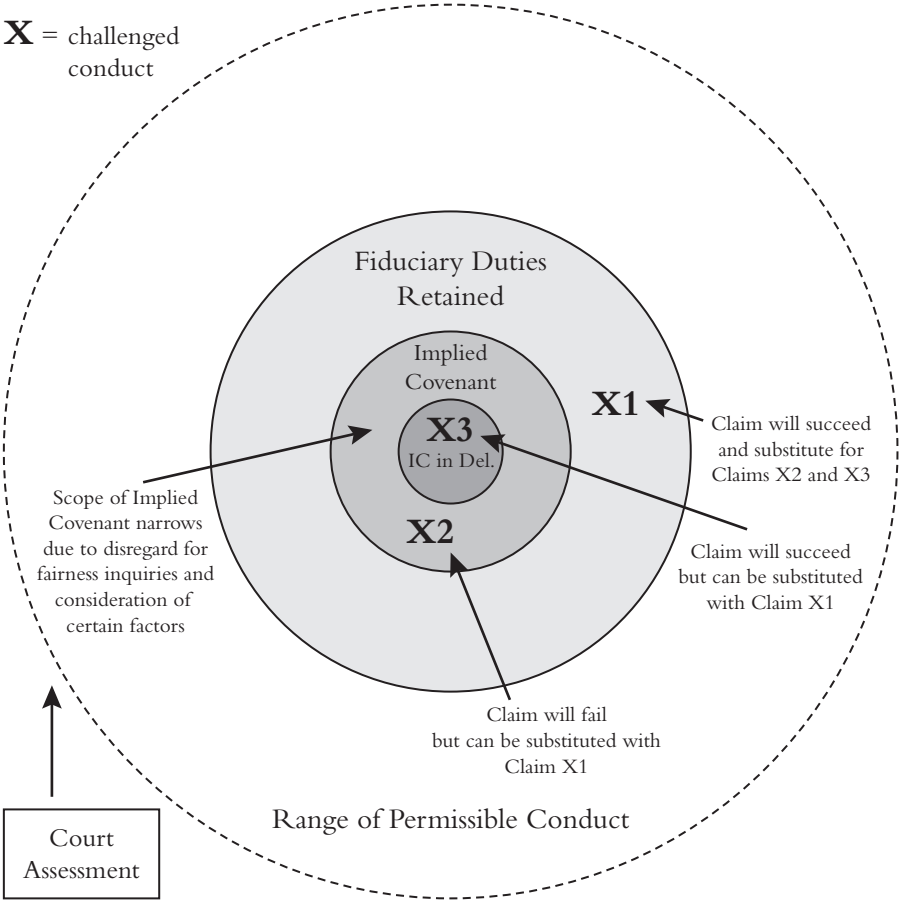 X = challenged
conduct
Fiduciary Duties
Retained
Implied
Covenant
X3
IC in Del.
X1
X2
Claim will succeed
and substitute for
Claims X2 and X3
Scope of Implied
Covenant narrows
due to disregard for
fairness inquiries and
consideration of
certain factors
Claim will succeed
but can be substituted
with Claim X1
Claim will fail
but can be substituted with
Claim X1
Range of Permissible Conduct
Court
Assessment